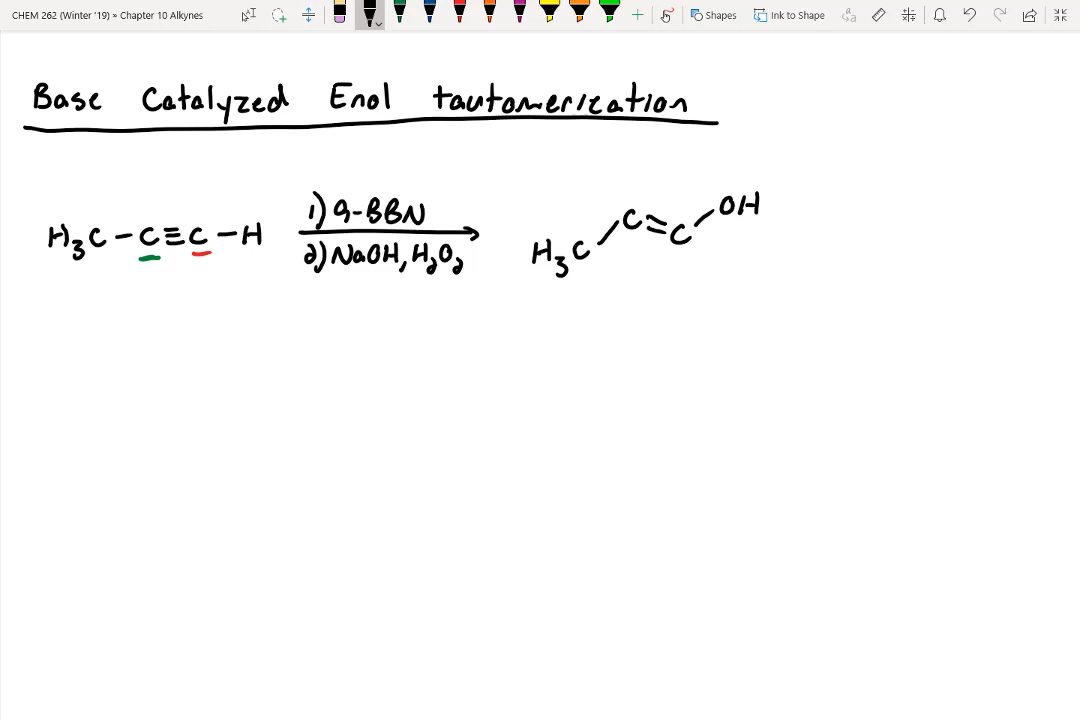 CHEM 262 (Winter '19) » Chapter 10 Alkynes
Shapes
Ink to Shape
Base Catalyzed Enol tautomerization
H₃C-C≡C-H
1) 9-BBN
2) NaOH, H₂O₂
H₃C C=C OH